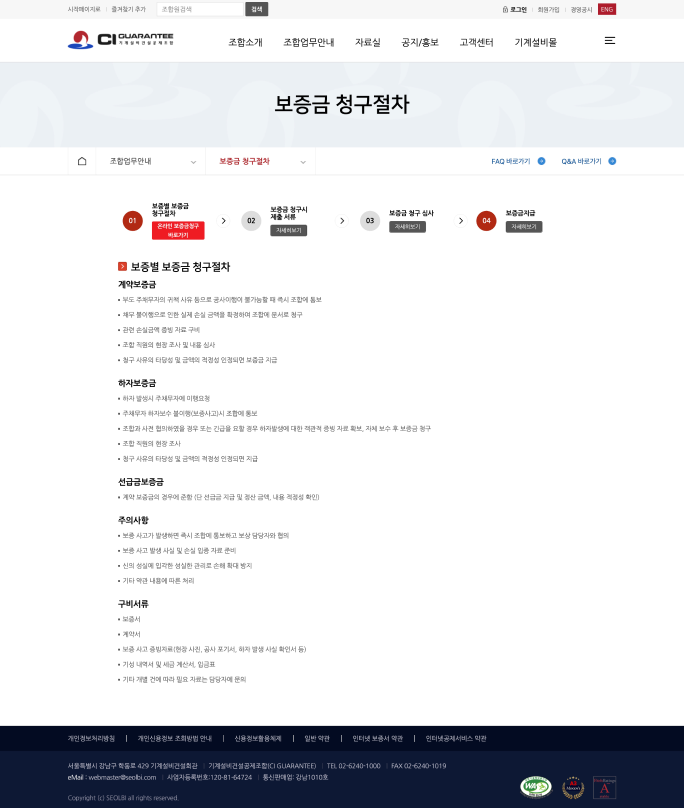 시작페이지로 즐겨찾기 추가 조합원검색 검색 로그인 회원가입 경영공시 ENG
CI GUARANTEE 조합소개 조합업무안내 자료실 공지/홍보 고객센터 기계설비몰
기계설비건설공제조합
보증금 청구절차
조합업무안내 보증금 청구절차 FAQ 바로가기 Q&A 바로가기
01 보증별 보증금 청구절차 온라인 보증금청구 바로가기
02 보증금 청구시 제출 서류 자세히보기
03 보증금 청구 심사 자세히보기
04 보증금지급 자세히보기
보증별 보증금 청구절차
계약보증금
부도 주채무자의 귀책 사유 등으로 공사이행이 불가능할 때 즉시 조합에 통보
채무 불이행으로 인한 실제 손실 금액을 확정하여 조합에 문서로 청구
관련 손실금액 증빙 자료 구비
조합 직원의 현장 조사 및 내용 심사
청구 사유의 타당성 및 금액의 적정성 인정되면 보증금 지급
하자보증금
하자 발생시 주채무자에 이행요청
주채무자 하자보수 불이행(보증사고)시 조합에 통보
조합과 사전 협의하였을 경우 또는 긴급을 요할 경우 하자발생에 대한 객관적 증빙 자료 확보, 자체 보수 후 보증금 청구
조합 직원의 현장 조사
청구 사유의 타당성 및 금액의 적정성 인정되면 지급
선급금보증금
계약 보증금의 경우에 준함 (단 선급금 지급 및 정산 금액, 내용 적정성 확인)
주의사항
보증 사고가 발생하면 즉시 조합에 통보하고 보상 담당자와 협의
보증 사고 발생 사실 및 손실 입증 자료 준비
신의 성실에 입각한 성실한 관리로 손해 확대 방지
기타 약관 내용에 따른 처리
구비서류
보증서
계약서
보증 사고 증빙자료(현장 사진, 공사 포기서, 하자 발생 사실 확인서 등)
기성 내역서 및 세금 계산서, 입금표
기타 개별 건에 따라 필요 자료는 담당자에 문의
개인정보처리방침 개인신용정보 조회방법 안내 신용정보활용체제 일반 약관 인터넷 보증서 약관 인터넷공제서비스 약관
서울특별시 강남구 학동로 429 기계설비건설회관 기계설비건설공제조합(CI GUARANTEE) TEL 02-6240-1000 FAX 02-6240-1019
eMail : webmaster@seolbi.com 사업자등록번호:120-81-64724 통신판매업: 강남1010호
Copyright (c) SEOLBI all rights reserved.